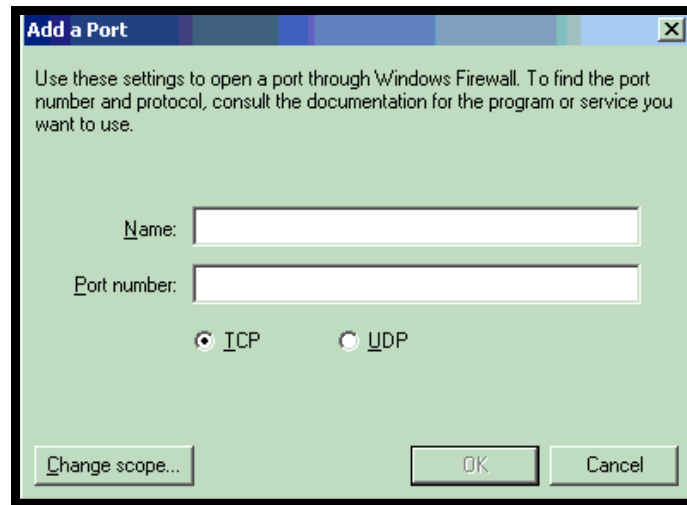 Add a Port
Use these settings to open a port through Windows Firewall. To find the port
number and protocol, consult the documentation for the program or service you
want to use.
Name:
Port number:
TCP UDP
Change scope... OK Cancel